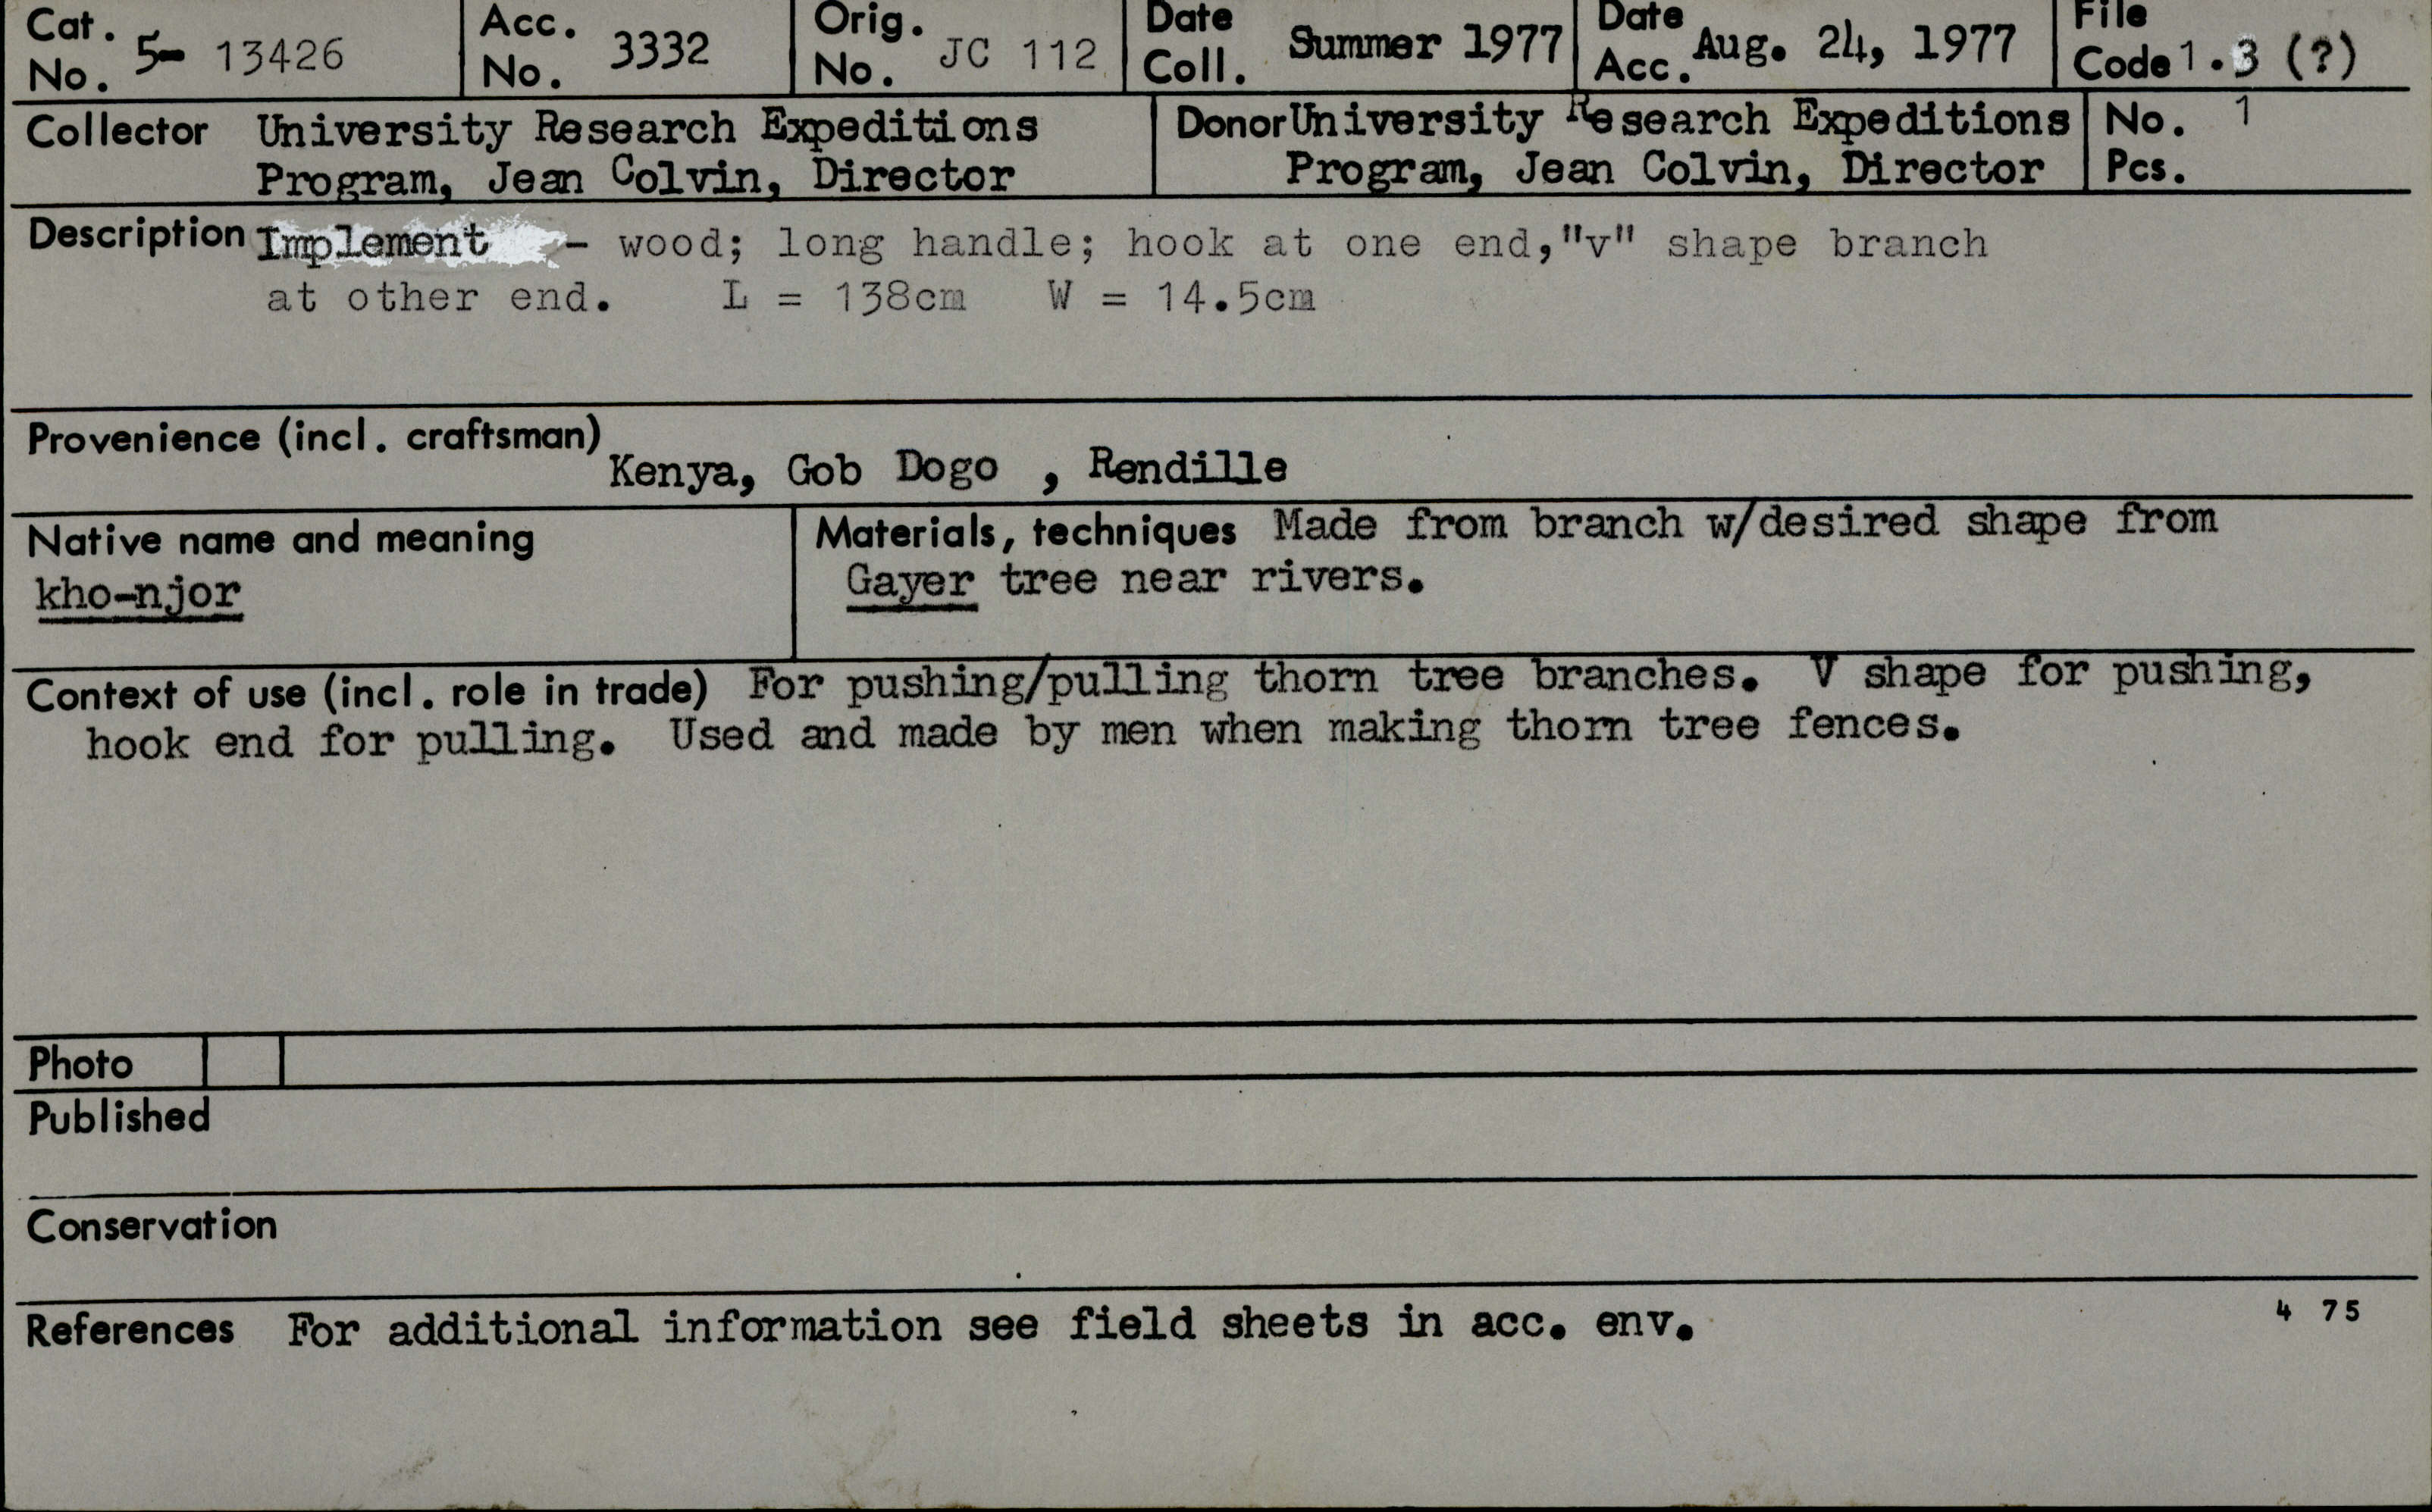 Cat. No. 5- 13426 Acc. No. 3332 Orig. No. JC 112 Date Coll. Summer 1977 Date Acc. Aug. 24, 1977 File Code 1.3 (?)
Collector University Research Expeditions Program, Jean Colvin, Director
Donor University Research Expeditions Program, Jean Colvin, Director
No. Pcs. 1
Description Implement - wood; long handle; hook at one end,"v" shape branch
at other end. L = 138cm W = 14.5cm
Provenience (incl. craftsman)
Kenya, Gob Dogo , Rendille
Native name and meaning
kho-njor
Materials, techniques Made from branch w/desired shape from
Gayer tree near rivers.
Context of use (incl. role in trade) For pushing/pulling thorn tree branches. V shape for pushing,
hook end for pulling. Used and made by men when making thorn tree fences.
Photo
Published
Conservation
References For additional information see field sheets in acc. env.
4 75